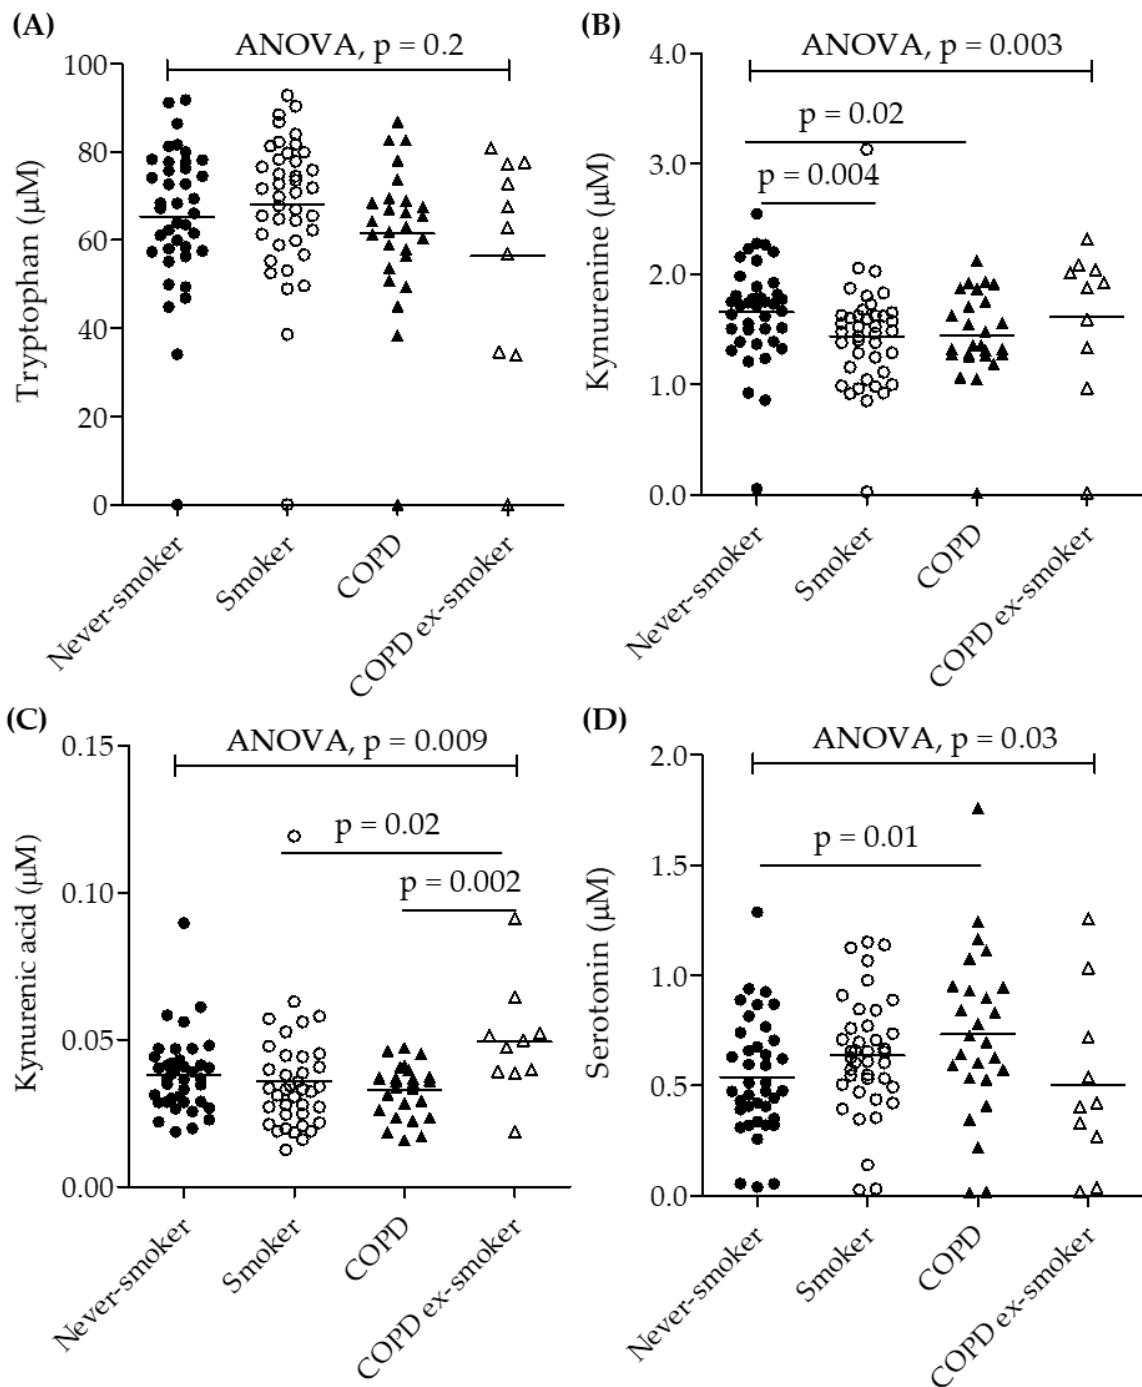 (A)
ANOVA, p = 0.2
Tryptophan (μM)
100
80
60
40
20
0
Never-smoker
Smoker
COPD
COPD ex-smoker
(B)
ANOVA, p = 0.003
p = 0.02
p = 0.004
Kynurenine (μM)
4.0
3.0
2.0
1.0
0.0
Never-smoker
Smoker
COPD
COPD ex-smoker
(C)
ANOVA, p = 0.009
p = 0.02
p = 0.002
Kynurenic acid (μM)
0.15
0.10
0.05
0.00
Never-smoker
Smoker
COPD
COPD ex-smoker
(D)
ANOVA, p = 0.03
p = 0.01
Serotonin (μM)
2.0
1.5
1.0
0.5
0.0
Never-smoker
Smoker
COPD
COPD ex-smoker